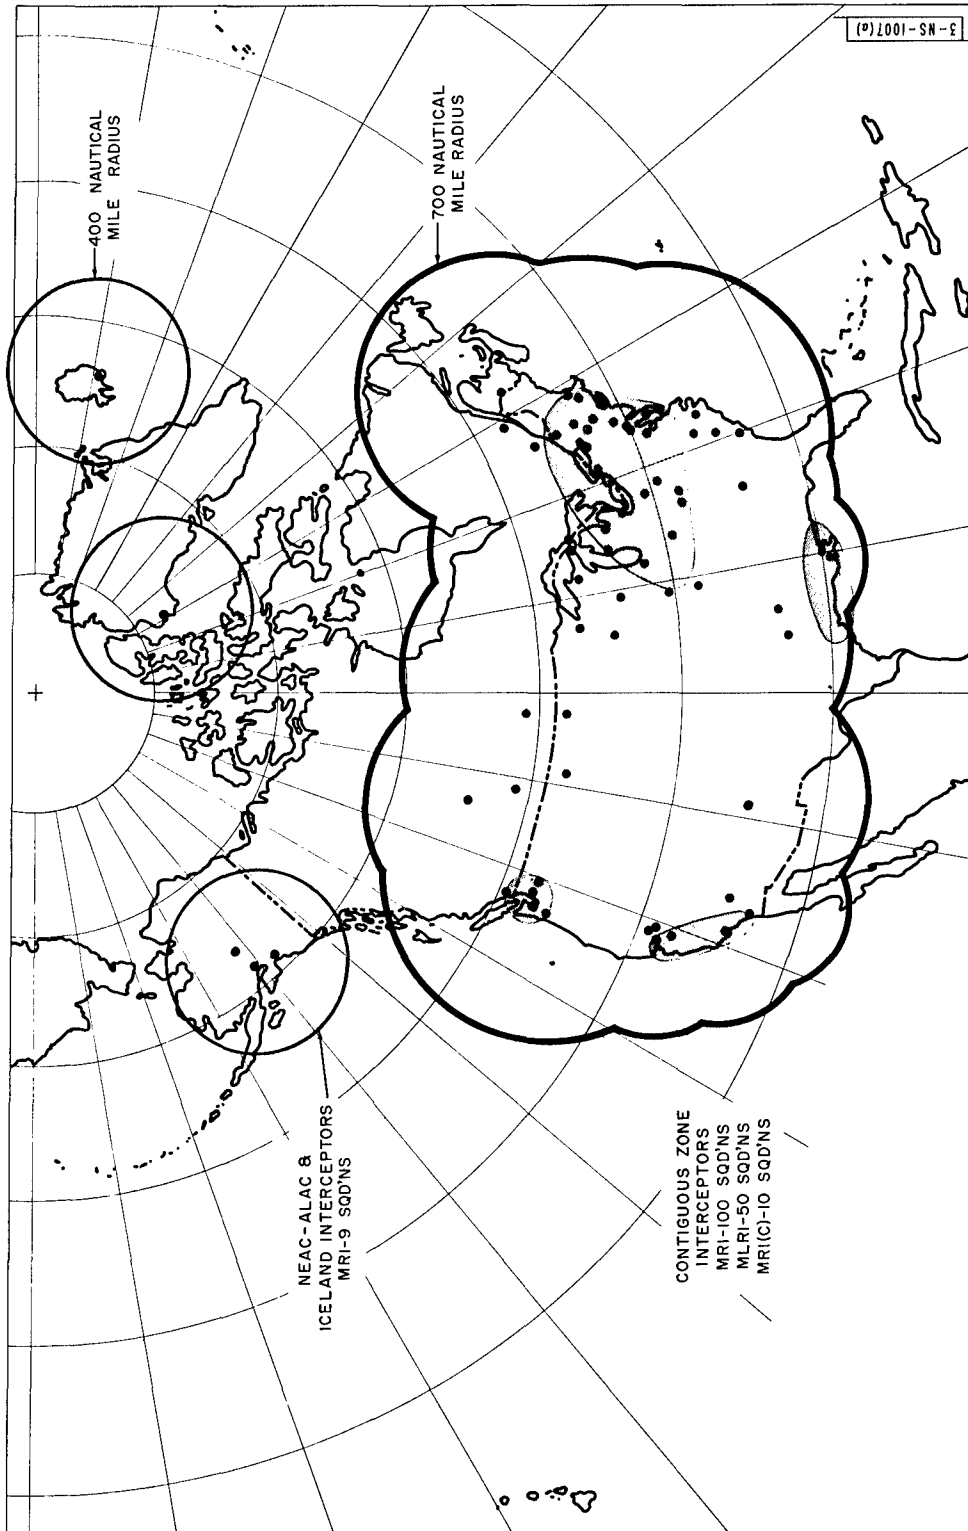 3-NS-1007(a)
400 NAUTICAL
MILE RADIUS
700 NAUTICAL
MILE RADIUS
NEAC-ALAC &
ICELAND INTERCEPTORS
MRI-9 SQD'NS
CONTIGUOUS ZONE
INTERCEPTORS
MRI-100 SQD'NS
MLRI-50 SQD'NS
MRI(C)-10 SQD'NS